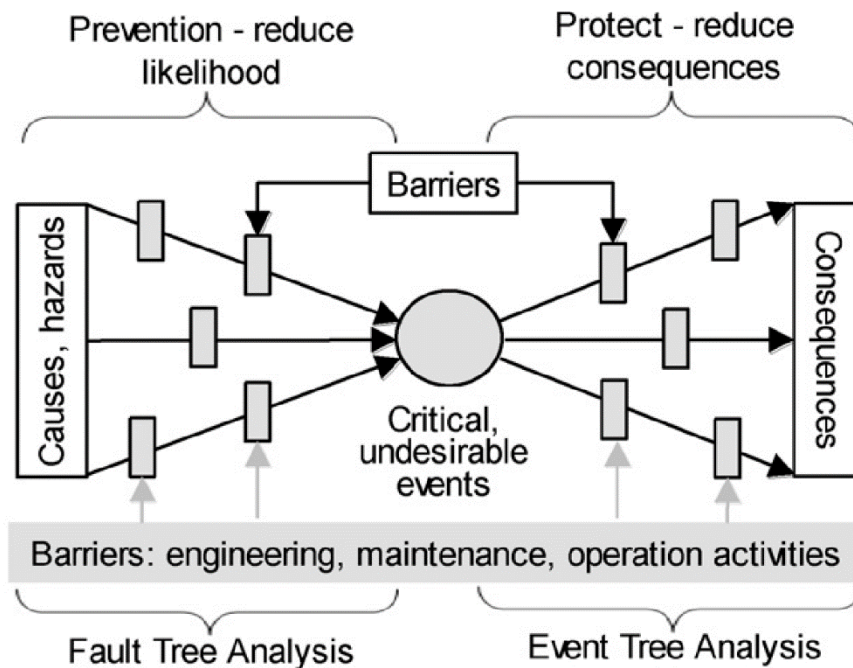 Prevention - reduce
likelihood
Protect - reduce
consequences
Barriers
Causes, hazards
Consequences
Critical,
undesirable
events
Barriers: engineering, maintenance, operation activities
Fault Tree Analysis
Event Tree Analysis